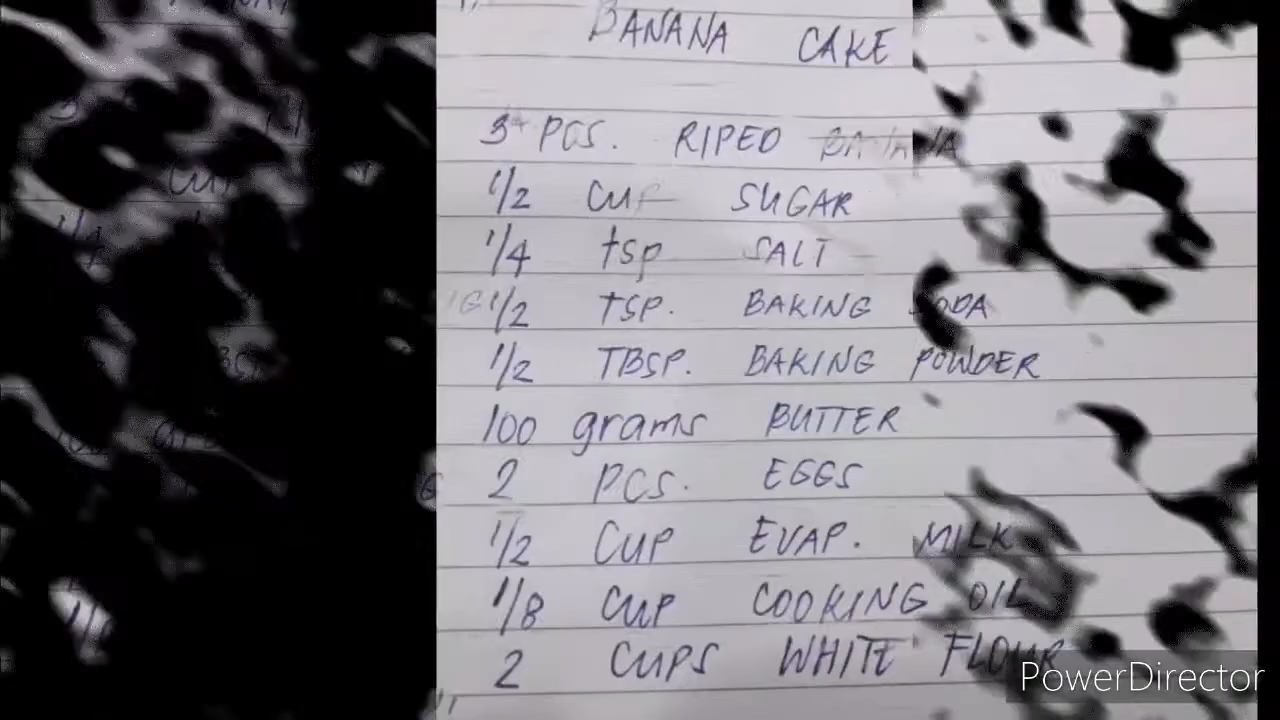 BANANA CAKE
3 PCS. RIPED BANANA
1/2 CUP SUGAR
1/4 tsp SALT
1/2 TSP. BAKING SODA
1/2 TBSP. BAKING POWDER
100 grams BUTTER
2 PCS. EGGS
1/2 CUP EVAP. MILK
1/8 CUP COOKING OIL
2 CUPS WHITE FLOUR
PowerDirector